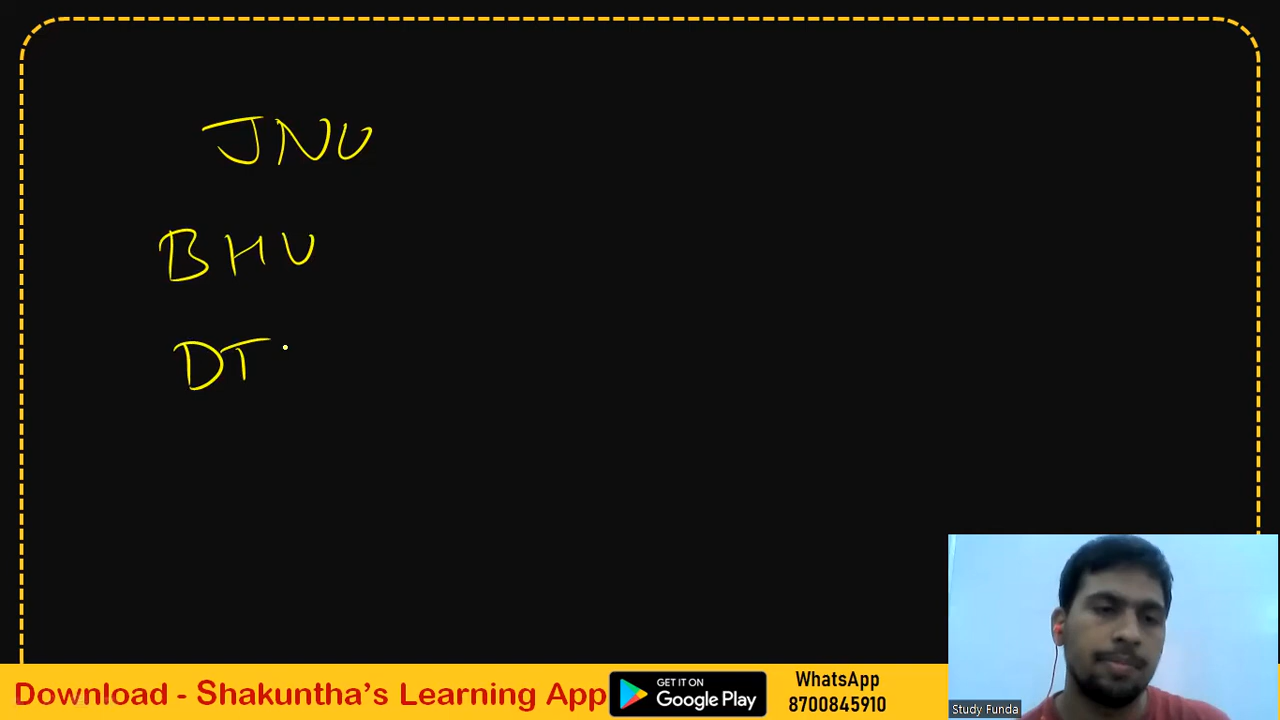 JNU
BHU
DT
Download - Shakuntha's Learning App
GET IT ON
Google Play
WhatsApp
8700845910
Study Funda